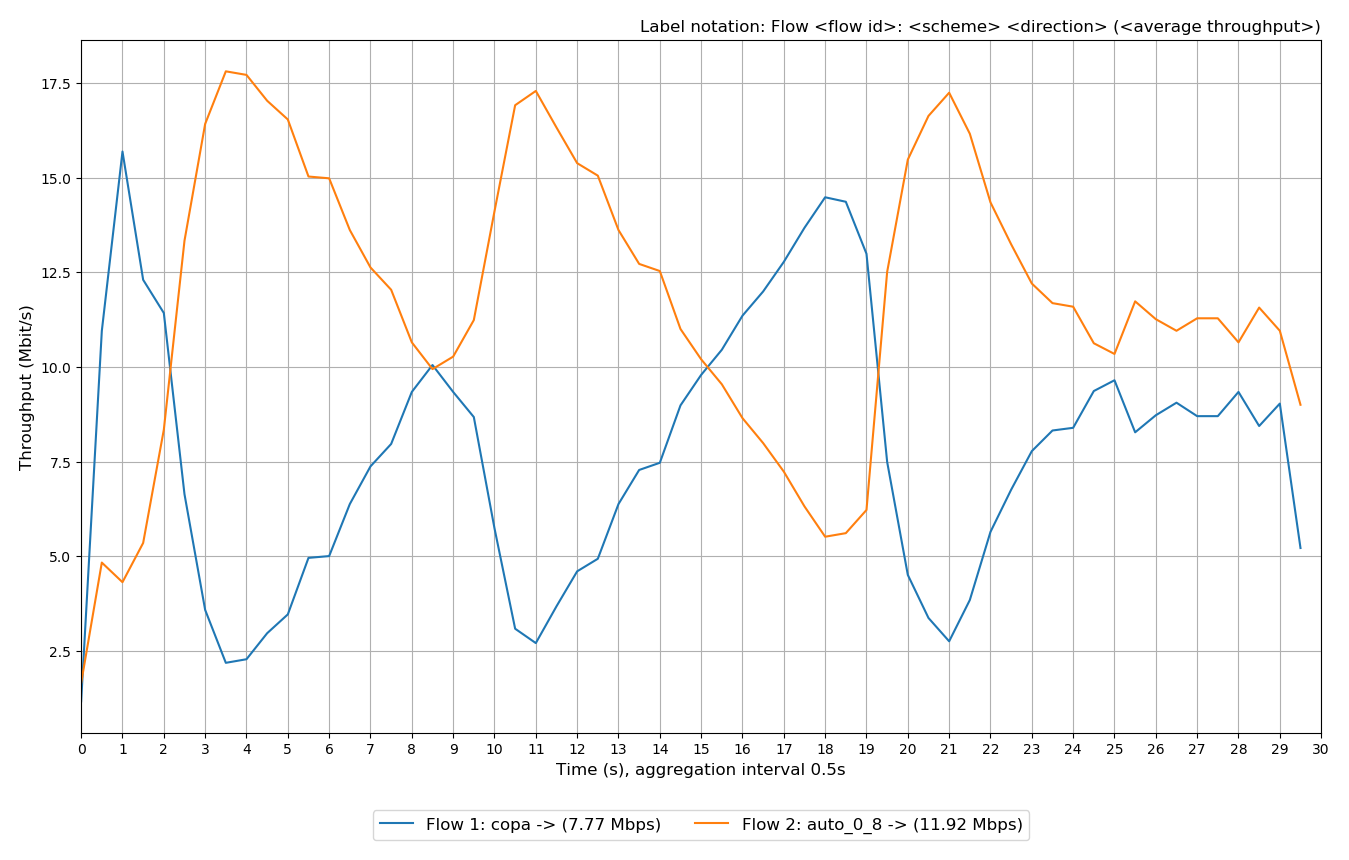 Label notation: Flow <flow id>: <scheme> <direction> (<average throughput>)
17.5
15.0
12.5
10.0
7.5
5.0
2.5
Throughput (Mbit/s)
0 1 2 3 4 5 6 7 8 9 10 11 12 13 14 15 16 17 18 19 20 21 22 23 24 25 26 27 28 29 30
Time (s), aggregation interval 0.5s
Flow 1: copa -> (7.77 Mbps) Flow 2: auto_0_8 -> (11.92 Mbps)